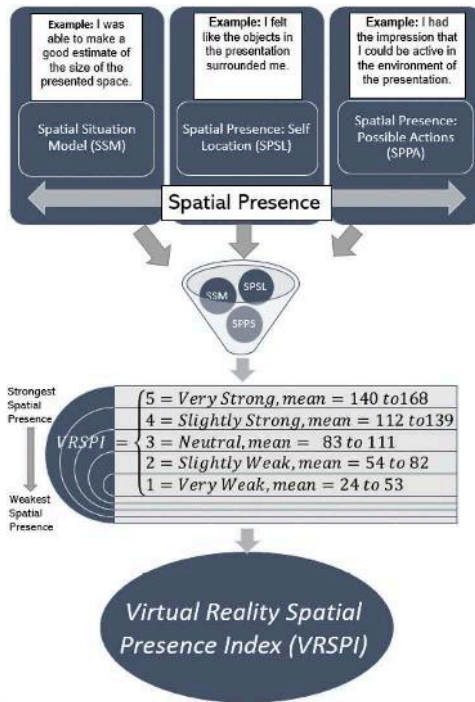 Example: I was
able to make a
good estimate of
the size of the
presented space.
Example: I felt
like the objects in
the presentation
surrounded me.
Example: I had
the impression that
I could be active in
the environment of
the presentation.
Spatial Situation
Model (SSM)
Spatial Presence: Self
Location (SPSL)
Spatial Presence:
Possible Actions
(SPPA)
Spatial Presence
SSM
SPSL
SPPS
Strongest
Spatial
Presence
Weakest
Spatial
Presence
VRSPI =
5 = Very Strong, mean = 140 to168
4 = Slightly Strong, mean = 112 to139
3 = Neutral, mean = 83 to 111
2 = Slightly Weak, mean = 54 to 82
1 = Very Weak, mean = 24 to 53
Virtual Reality Spatial
Presence Index (VRSPI)